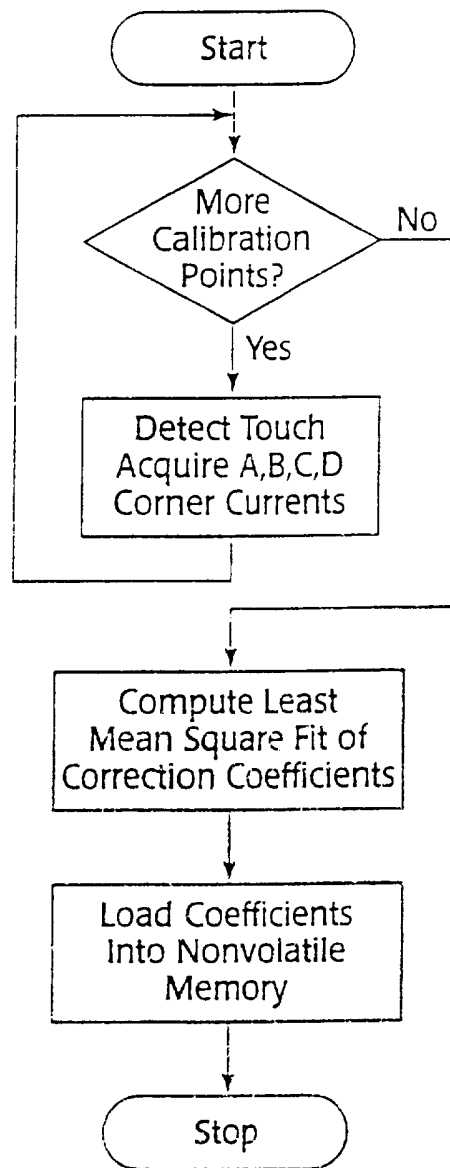 Start
More
Calibration
Points?
No
Yes
Detect Touch
Acquire A,B,C,D
Corner Currents
Compute Least
Mean Square Fit of
Correction Coefficients
Load Coefficients
Into Nonvolatile
Memory
Stop